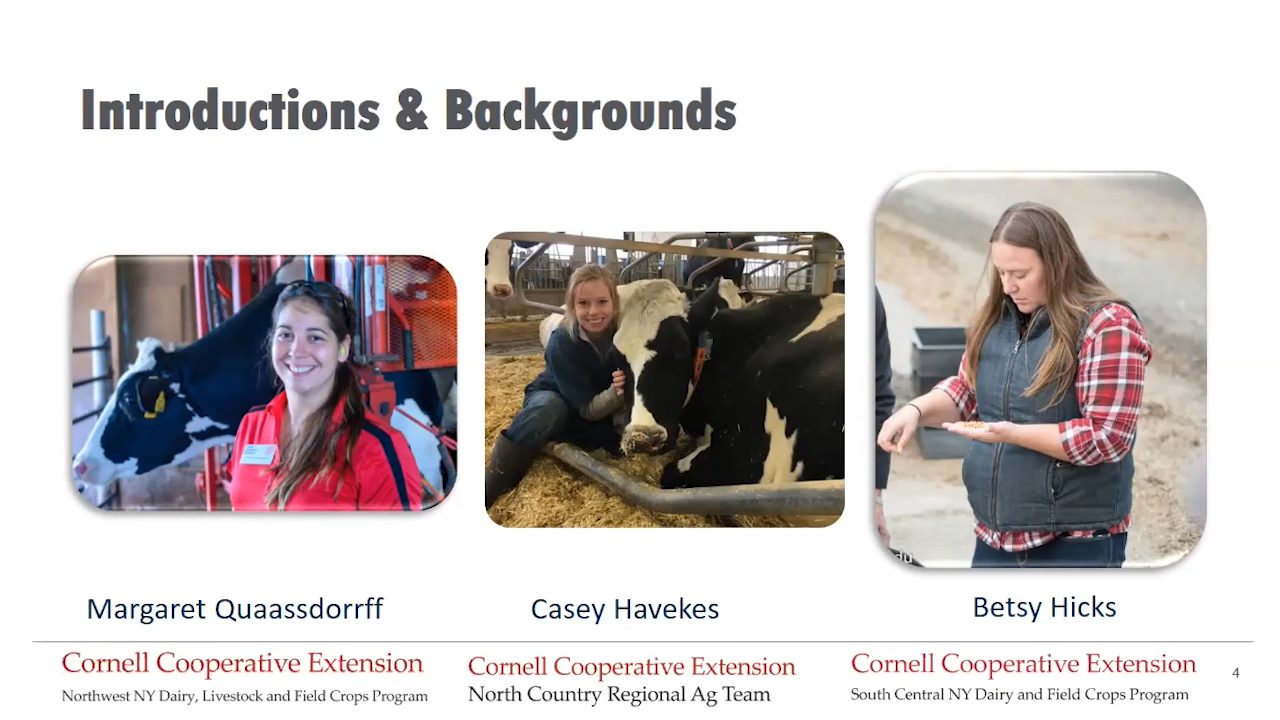 Introductions & Backgrounds
Margaret Quaassdorrff
Casey Havekes
Betsy Hicks
Cornell Cooperative Extension
Northwest NY Dairy, Livestock and Field Crops Program
Cornell Cooperative Extension
North Country Regional Ag Team
Cornell Cooperative Extension
South Central NY Dairy and Field Crops Program
4